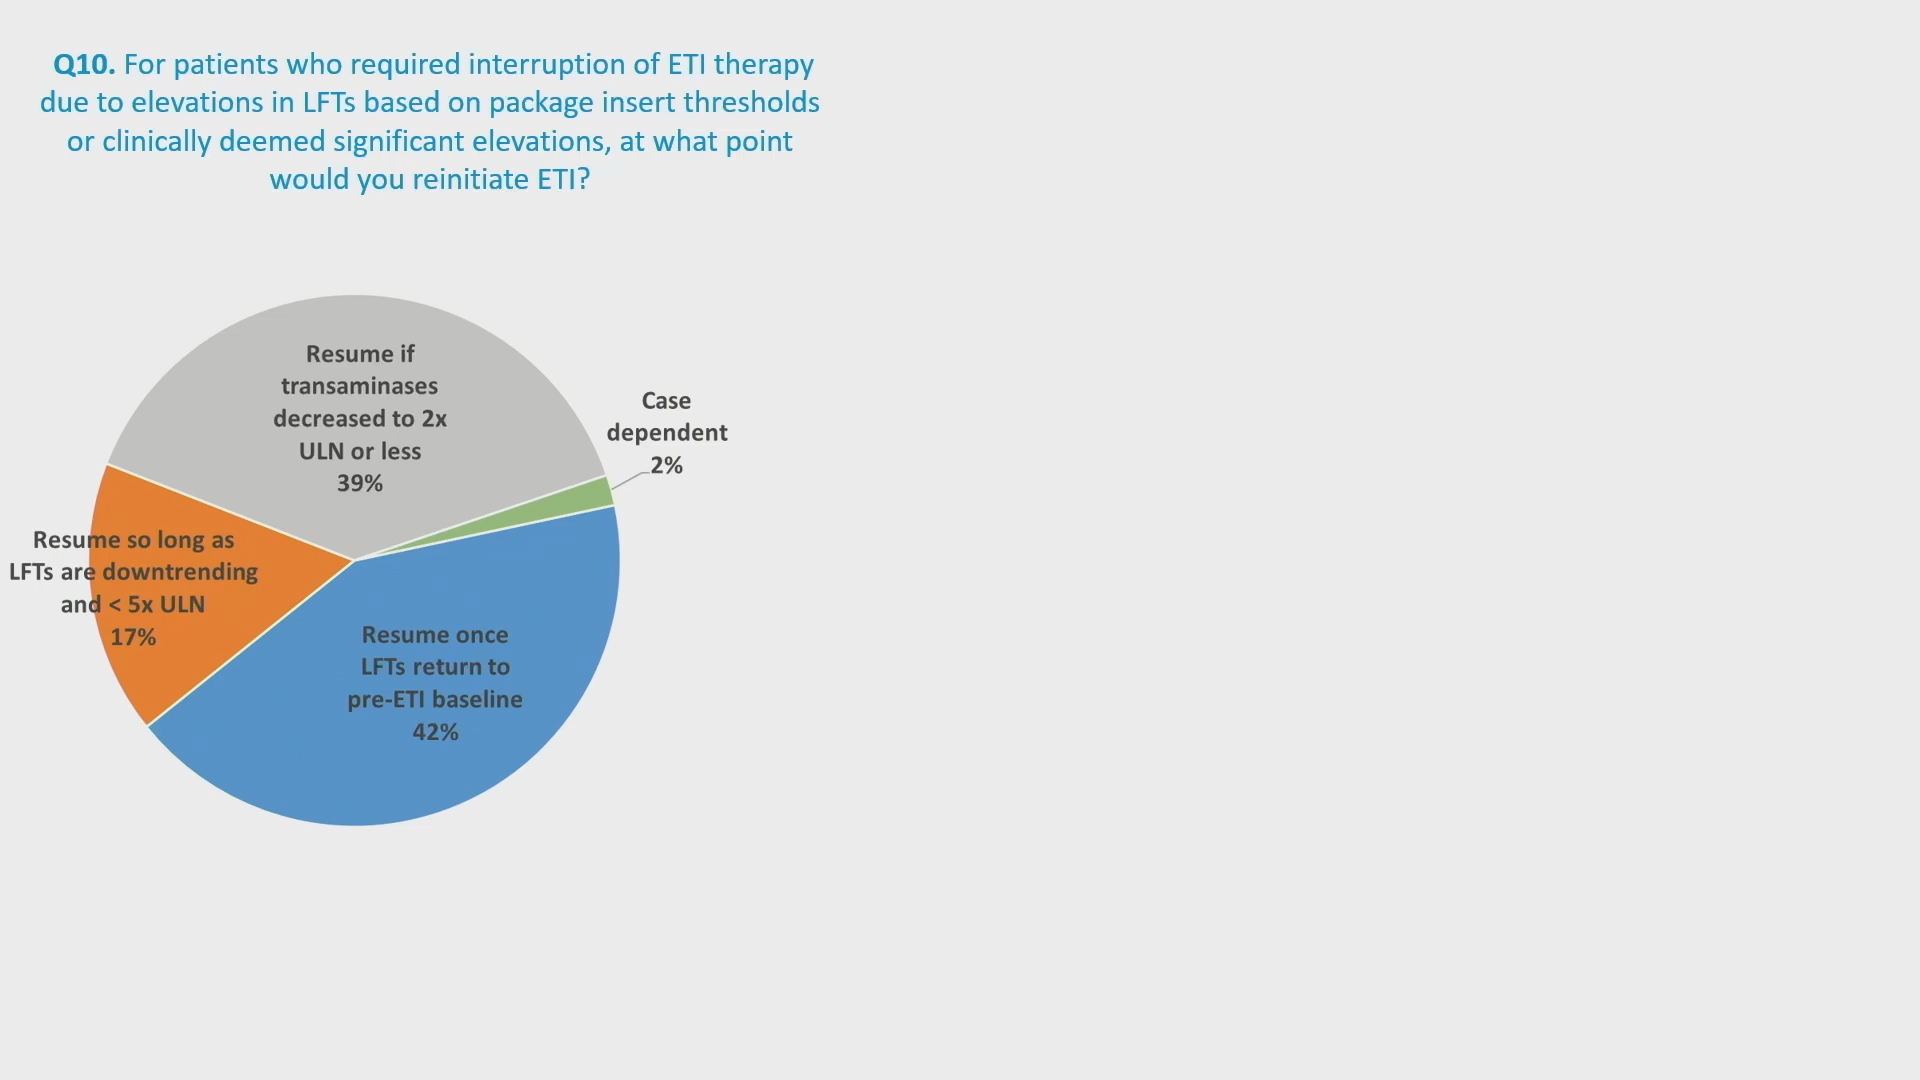 Q10. For patients who required interruption of ETI therapy
due to elevations in LFTs based on package insert thresholds
or clinically deemed significant elevations, at what point
would you reinitiate ETI?
Resume if
transaminases
decreased to 2x
ULN or less
39%
Case
dependent
2%
Resume so long as
LFTs are downtrending
and < 5x ULN
17%
Resume once
LFTs return to
pre-ETI baseline
42%